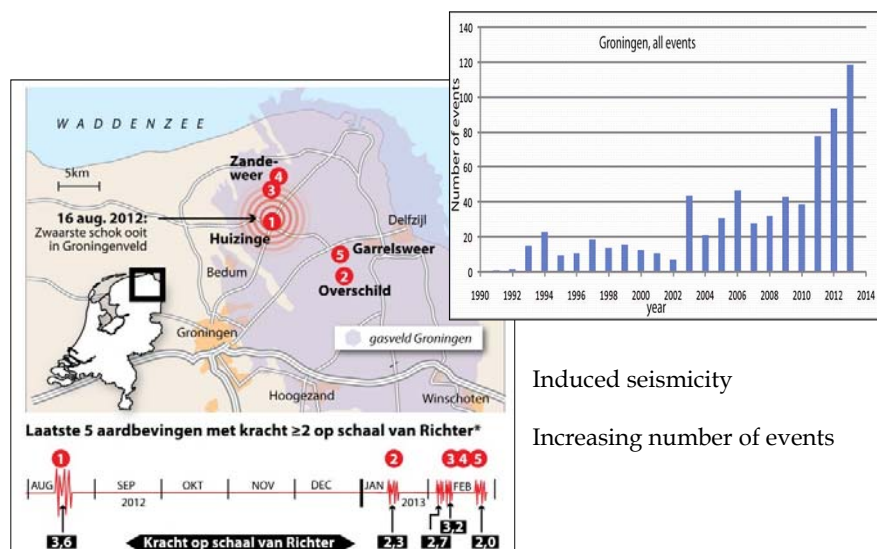 Groningen, all events
Number of events
140
120
100
80
60
40
20
0
1990
1992
1994
1996
1998
2000
2002
2004
2006
2008
2010
2012
2014
year
WADDENZEE
5km
Zande-
weer
4
3
16 aug. 2012:
Zwaarste schok ooit
in Groningenveld
1
Huizinge
Delfzijl
5
Garrelsweer
2
Overschild
Bedum
Groningen
gasveld Groningen
Hoogezand
Winschoten
Laatste 5 aardbevingen met kracht ≥2 op schaal van Richter*
1
2
3
4
5
AUG
SEP
OKT
NOV
DEC
JAN
FEB
2012
2013
3,6
Kracht op schaal van Richter
2,3
2,7
3,2
2,0
Induced seismicity
Increasing number of events